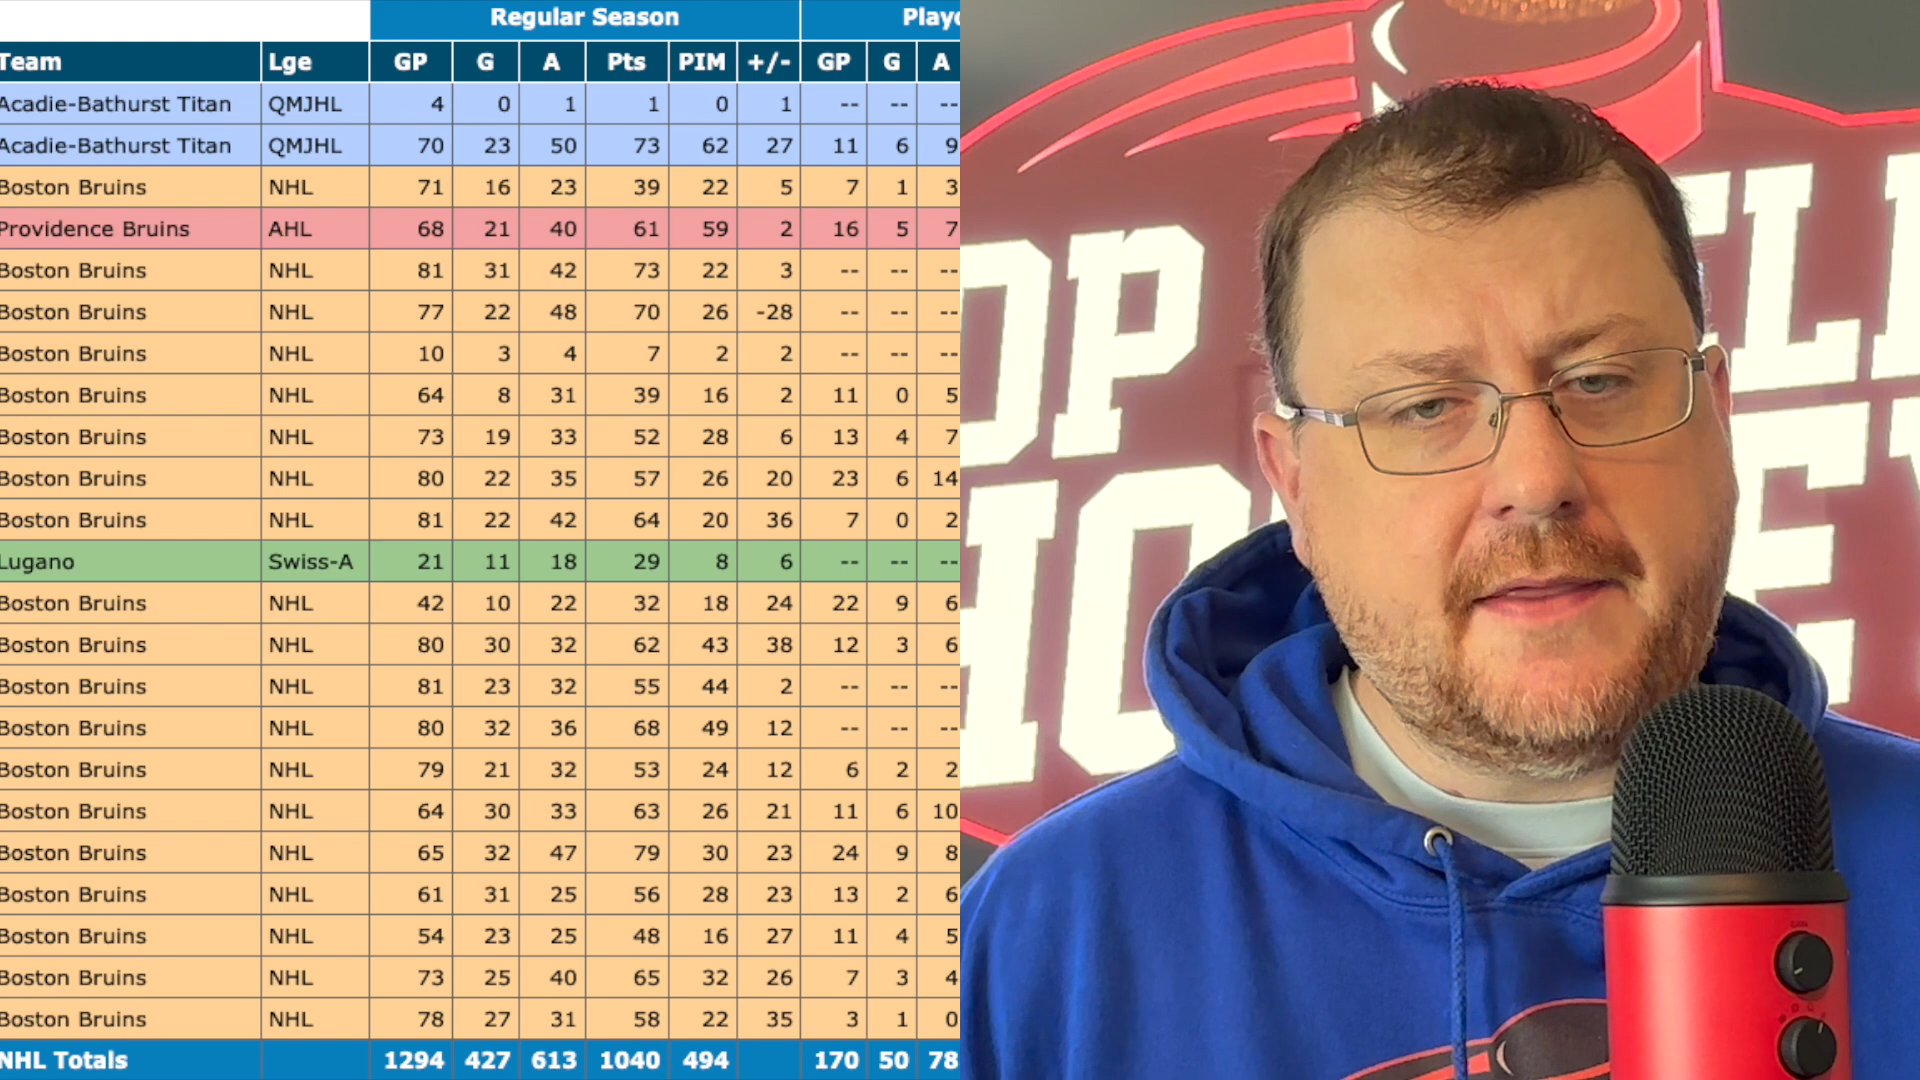 Regular Season Playo
Team Lge GP G A Pts PIM +/- GP G A
Acadie-Bathurst Titan QMJHL 4 0 1 1 0 1 -- -- --
Acadie-Bathurst Titan QMJHL 70 23 50 73 62 27 11 6 9
Boston Bruins NHL 71 16 23 39 22 5 7 1 3
Providence Bruins AHL 68 21 40 61 59 2 16 5 7
Boston Bruins NHL 81 31 42 73 22 3 -- -- --
Boston Bruins NHL 77 22 48 70 26 -28 -- -- --
Boston Bruins NHL 10 3 4 7 2 2 -- -- --
Boston Bruins NHL 64 8 31 39 16 2 11 0 5
Boston Bruins NHL 73 19 33 52 28 6 13 4 7
Boston Bruins NHL 80 22 35 57 26 20 23 6 14
Boston Bruins NHL 81 22 42 64 20 36 7 0 2
Lugano Swiss-A 21 11 18 29 8 6 -- -- --
Boston Bruins NHL 42 10 22 32 18 24 22 9 6
Boston Bruins NHL 80 30 32 62 43 38 12 3 6
Boston Bruins NHL 81 23 32 55 44 2 -- -- --
Boston Bruins NHL 80 32 36 68 49 12 -- -- --
Boston Bruins NHL 79 21 32 53 24 12 6 2 2
Boston Bruins NHL 64 30 33 63 26 21 11 6 10
Boston Bruins NHL 65 32 47 79 30 23 24 9 8
Boston Bruins NHL 61 31 25 56 28 23 13 2 6
Boston Bruins NHL 54 23 25 48 16 27 11 4 5
Boston Bruins NHL 73 25 40 65 32 26 7 3 4
Boston Bruins NHL 78 27 31 58 22 35 3 1 0
NHL Totals 1294 427 613 1040 494 170 50 78